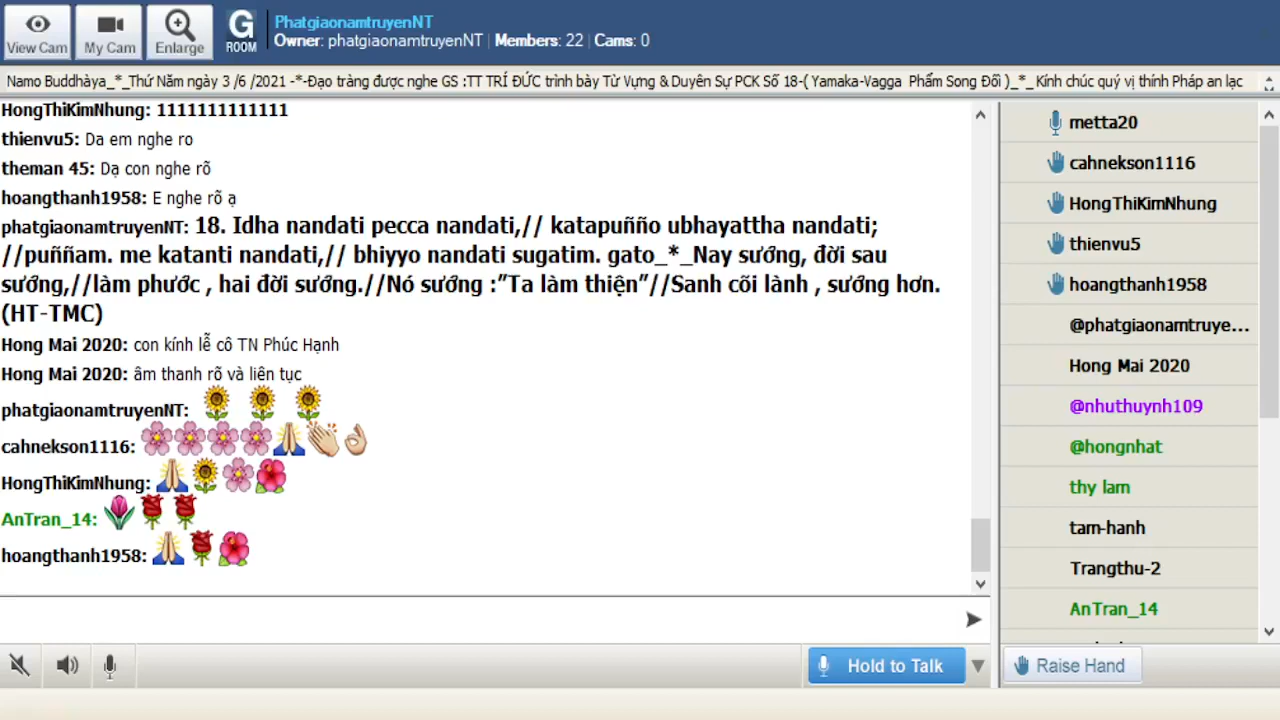 View Cam
My Cam
Enlarge
G
ROOM
PhatgiaonamtruyenNT
Owner: phatgiaonamtruyenNT | Members: 22 | Cams: 0
Namo Buddhàya_*_Thứ Năm ngày 3 /6 /2021 -*-Đạo tràng được nghe GS :TT TRÍ ĐỨC trình bày Từ Vựng & Duyên Sự PCK Số 18-( Yamaka-Vagga Phẩm Song Đối )_*_ Kính chúc quý vị thính Pháp an lạc
HongThiKimNhung: 1111111111111
thienvu5: Da em nghe ro
theman 45: Dạ con nghe rõ
hoangthanh1958: E nghe rõ ạ
phatgiaonamtruyenNT: 18. Idha nandati pecca nandati,// katapuñño ubhayattha nandati;
//puññam. me katanti nandati,// bhiyyo nandati sugatim. gato_*_Nay sướng, đời sau
sướng,//làm phước , hai đời sướng.//Nó sướng :”Ta làm thiện”//Sanh cõi lành , sướng hơn.
(HT-TMC)
Hong Mai 2020: con kính lễ cô TN Phúc Hạnh
Hong Mai 2020: âm thanh rõ và liên tục
phatgiaonamtruyenNT:
cahnekson1116:
HongThiKimNhung:
AnTran_14:
hoangthanh1958:
metta20
cahnekson1116
HongThiKimNhung
thienvu5
hoangthanh1958
@phatgiaonamtruye...
Hong Mai 2020
@nhuthuynh109
@hongnhat
thy lam
tam-hanh
Trangthu-2
AnTran_14
Hold to Talk
Raise Hand